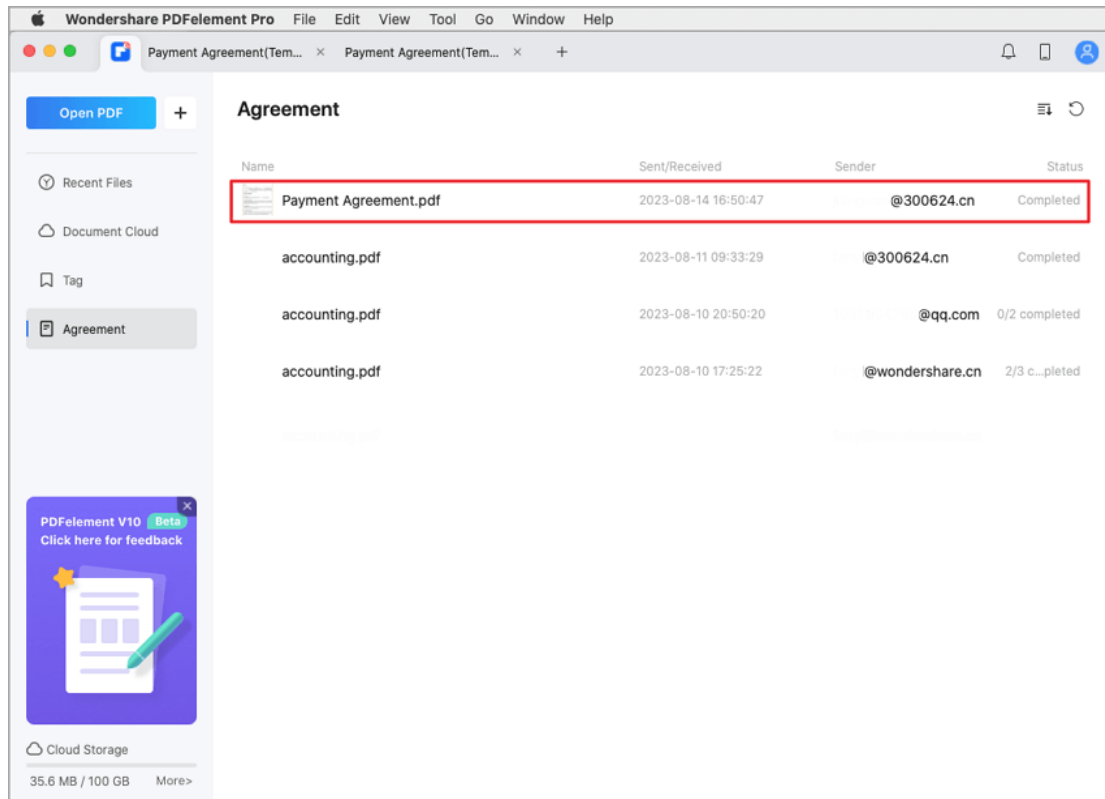 Wondershare PDFelement Pro File Edit View Tool Go Window Help
Payment Agreement(Tem... × Payment Agreement(Tem... × +
Open PDF +
Agreement
Name Sent/Received Sender Status
Recent Files
Payment Agreement.pdf 2023-08-14 16:50:47 @300624.cn Completed
Document Cloud
accounting.pdf 2023-08-11 09:33:29 @300624.cn Completed
Tag
accounting.pdf 2023-08-10 20:50:20 @qq.com 0/2 completed
Agreement
accounting.pdf 2023-08-10 17:25:22 @wondershare.cn 2/3 c...pleted
PDFelement V10 Beta
Click here for feedback
Cloud Storage
35.6 MB / 100 GB More>